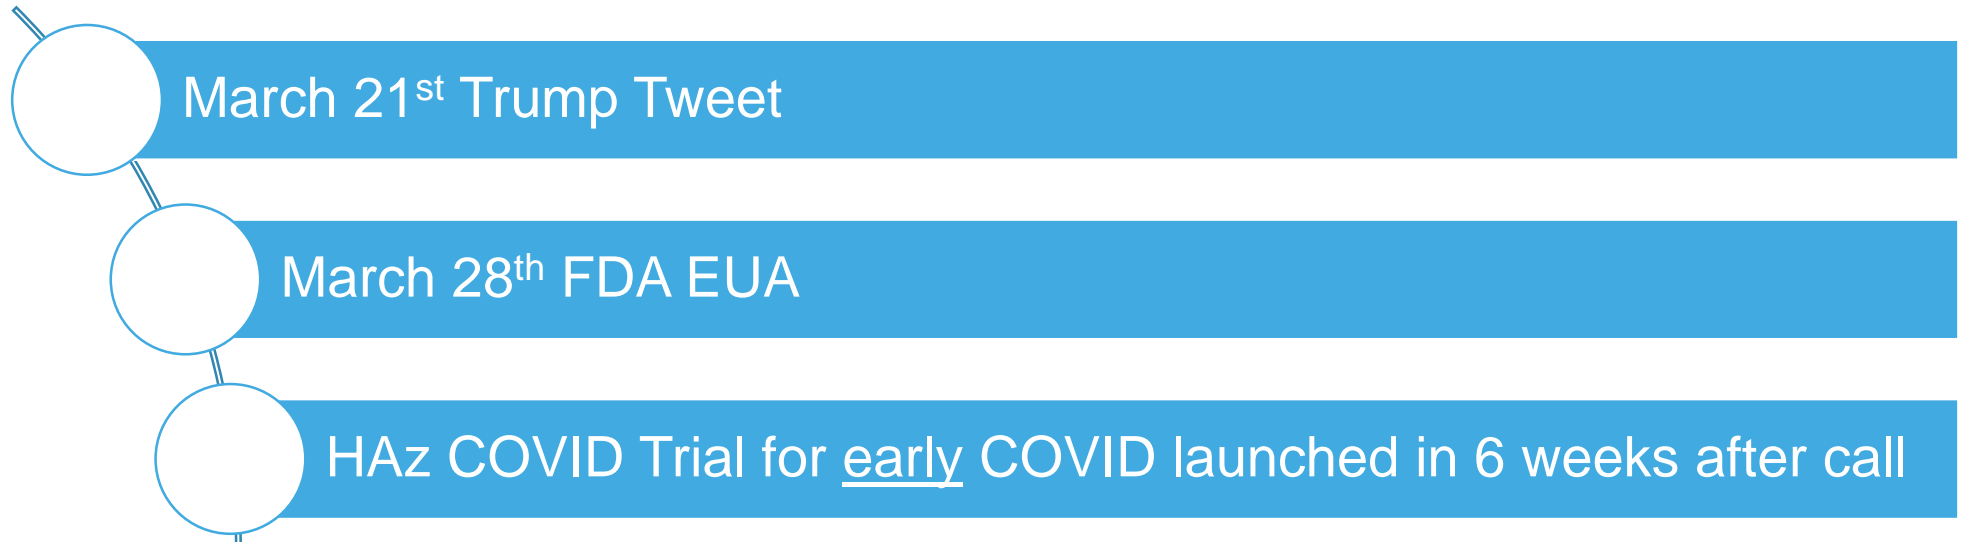 March 21st Trump Tweet
March 28th FDA EUA
HAz COVID Trial for early COVID launched in 6 weeks after call